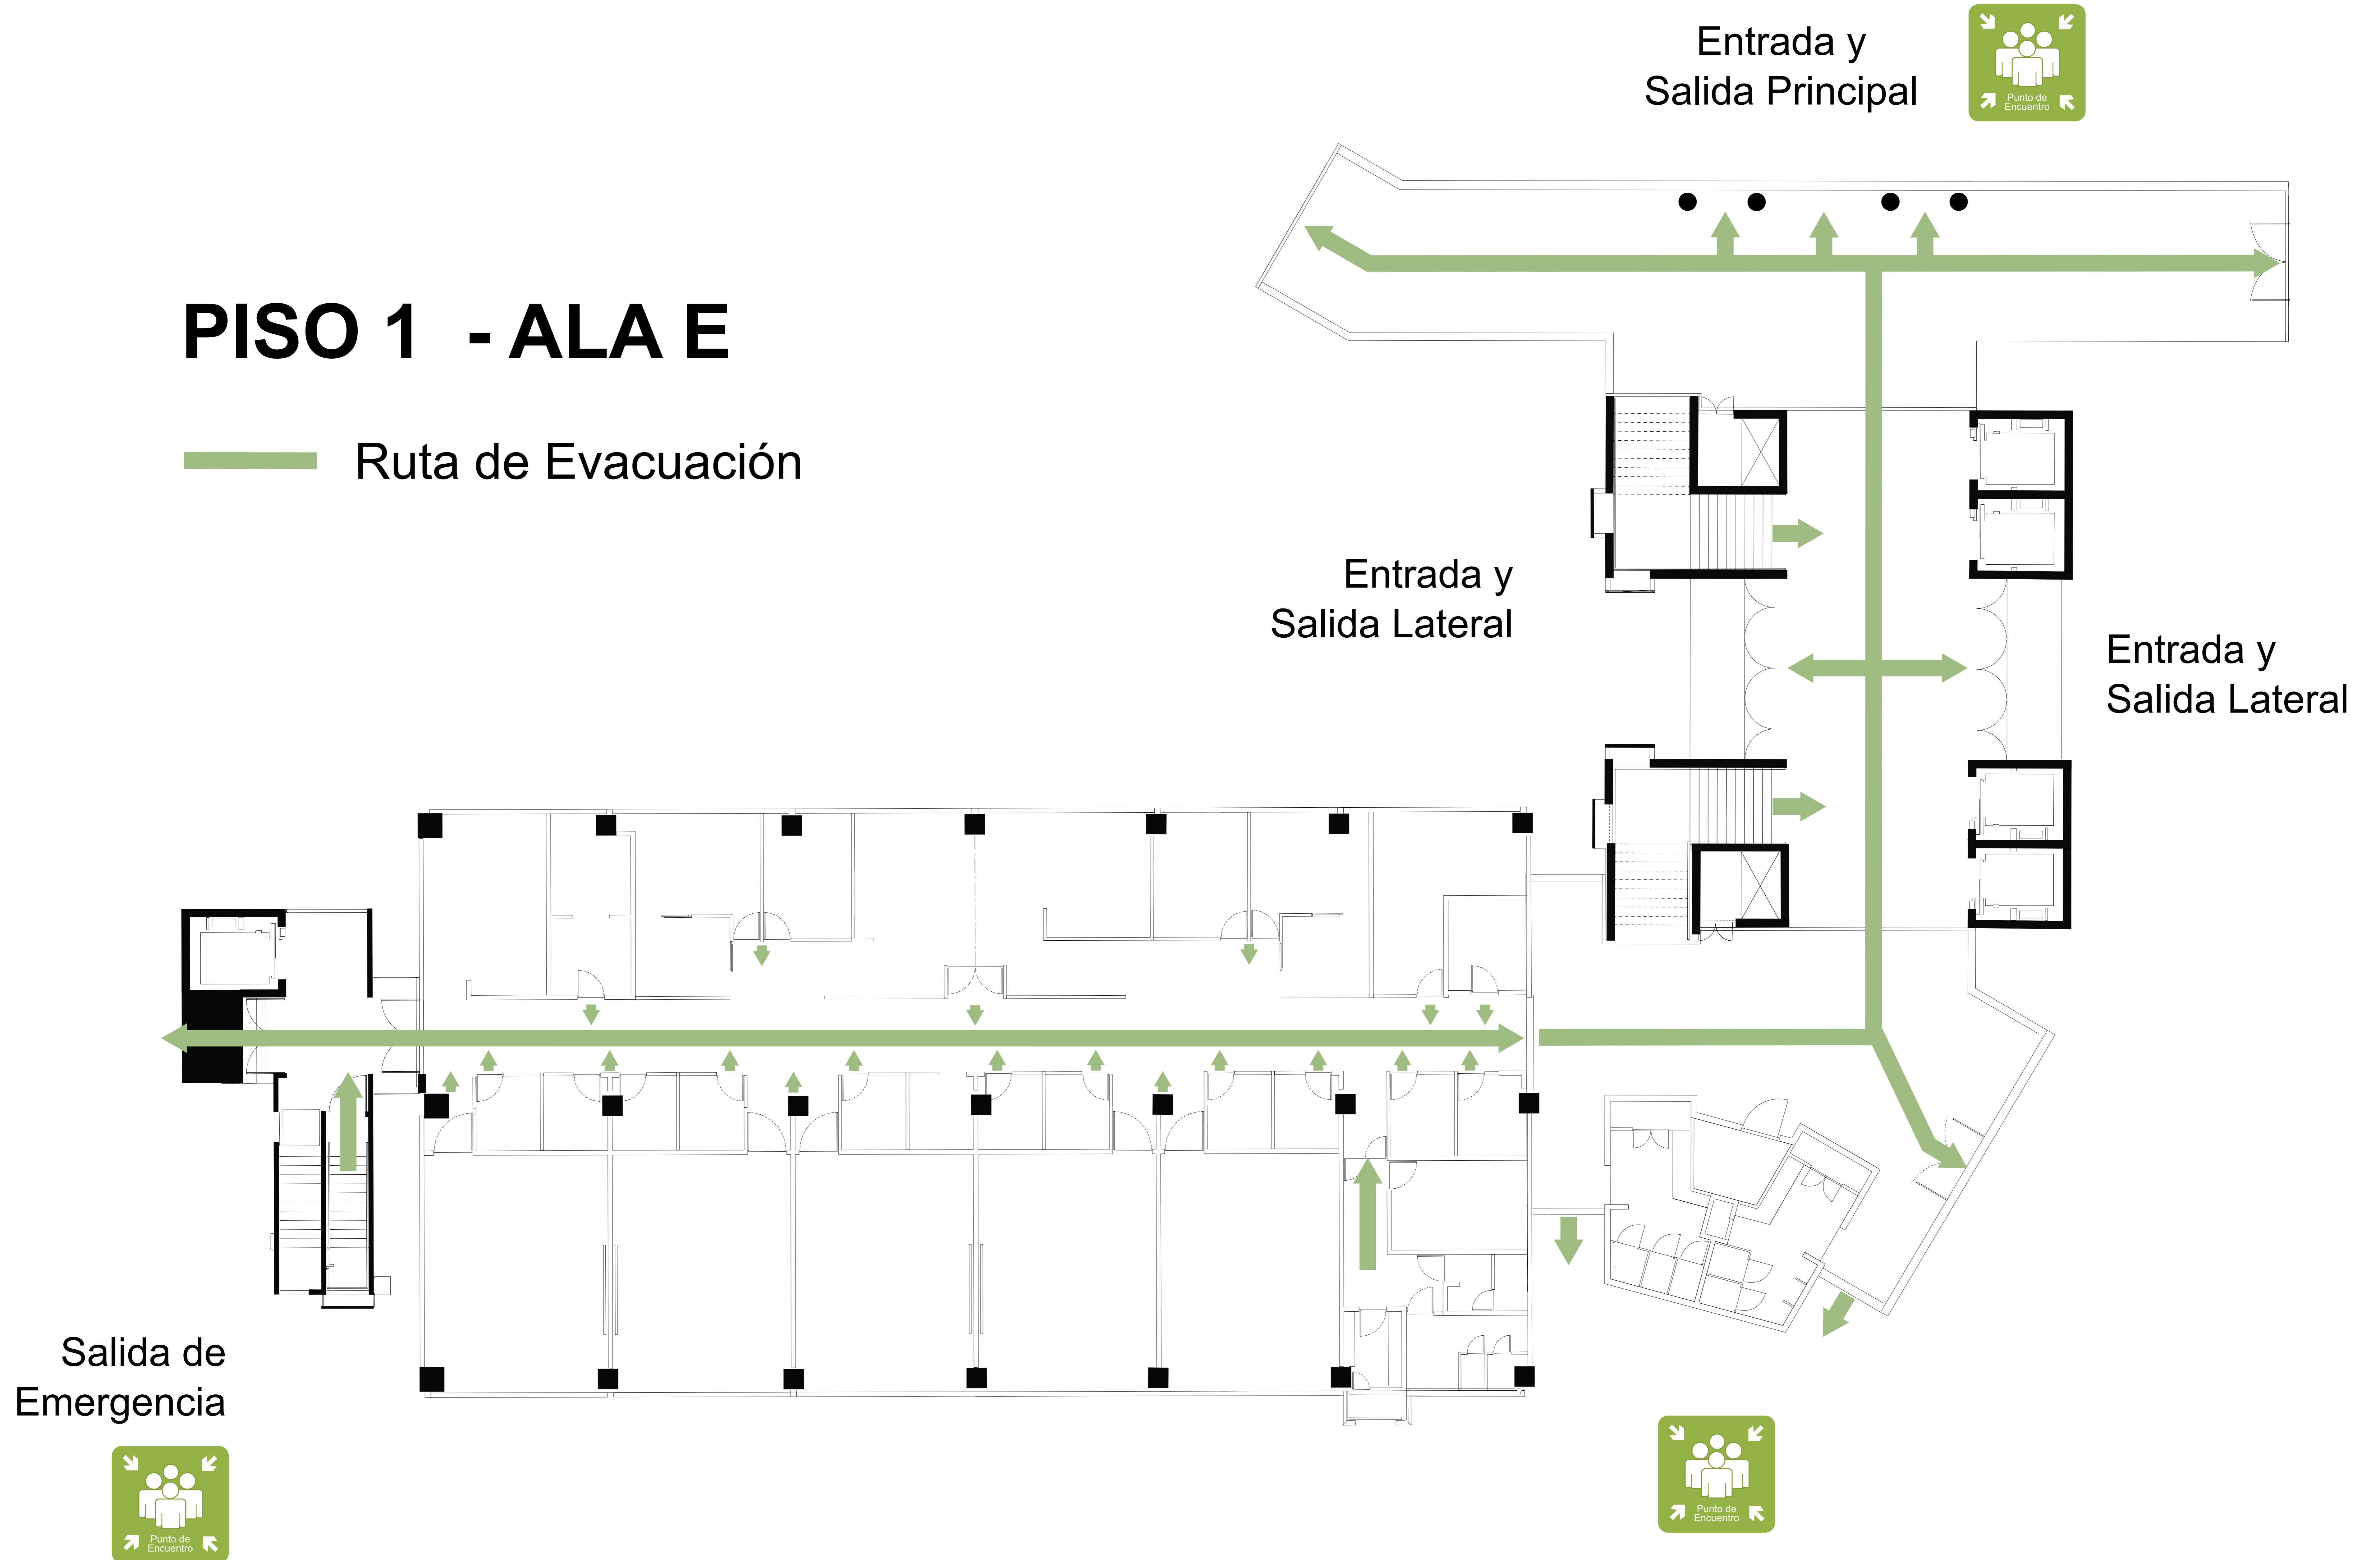 Entrada y
Salida Principal
Punto de
Encuentro
PISO 1 - ALA E
Ruta de Evacuación
Entrada y
Salida Lateral
Entrada y
Salida Lateral
Salida de
Emergencia
Punto de
Encuentro
Punto de
Encuentro